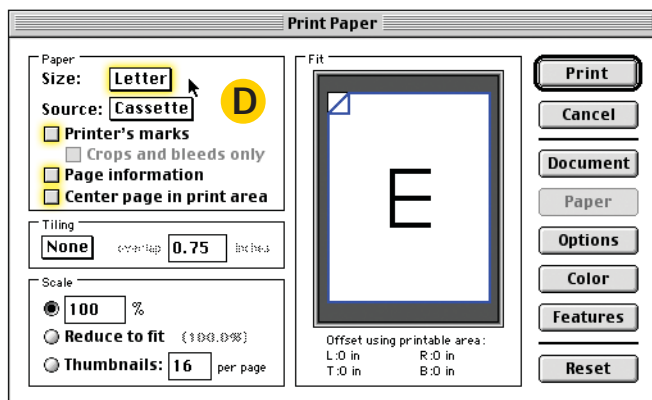 Print Paper
Paper
Size: Letter
D
Source: Cassette
Printer's marks
Crops and bleeds only
Page information
Center page in print area
Tiling
None overlap 0.75 inches
Scale
100 %
Reduce to fit (100.0%)
Thumbnails: 16 per page
Fit
E
Offset using printable area:
L:0 in R:0 in
T:0 in B:0 in
Print
Cancel
Document
Paper
Options
Color
Features
Reset